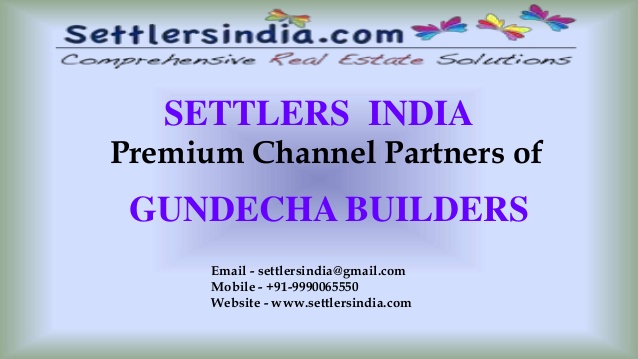 Settlersindia.com
Comprehensive Real Estate Solutions
SETTLERS INDIA
Premium Channel Partners of
GUNDECHA BUILDERS
Email - settlersindia@gmail.com
Mobile - +91-9990065550
Website - www.settlersindia.com